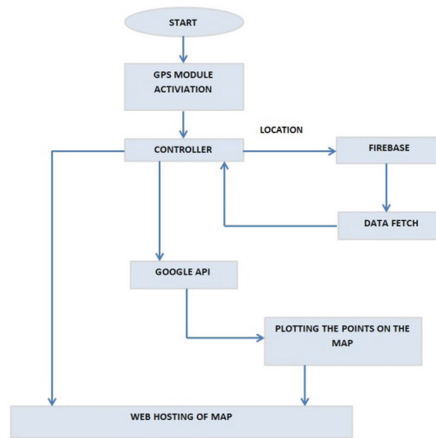 START
GPS MODULE
ACTIVIATION
LOCATION
CONTROLLER
FIREBASE
DATA FETCH
GOOGLE API
PLOTTING THE POINTS ON THE
MAP
WEB HOSTING OF MAP